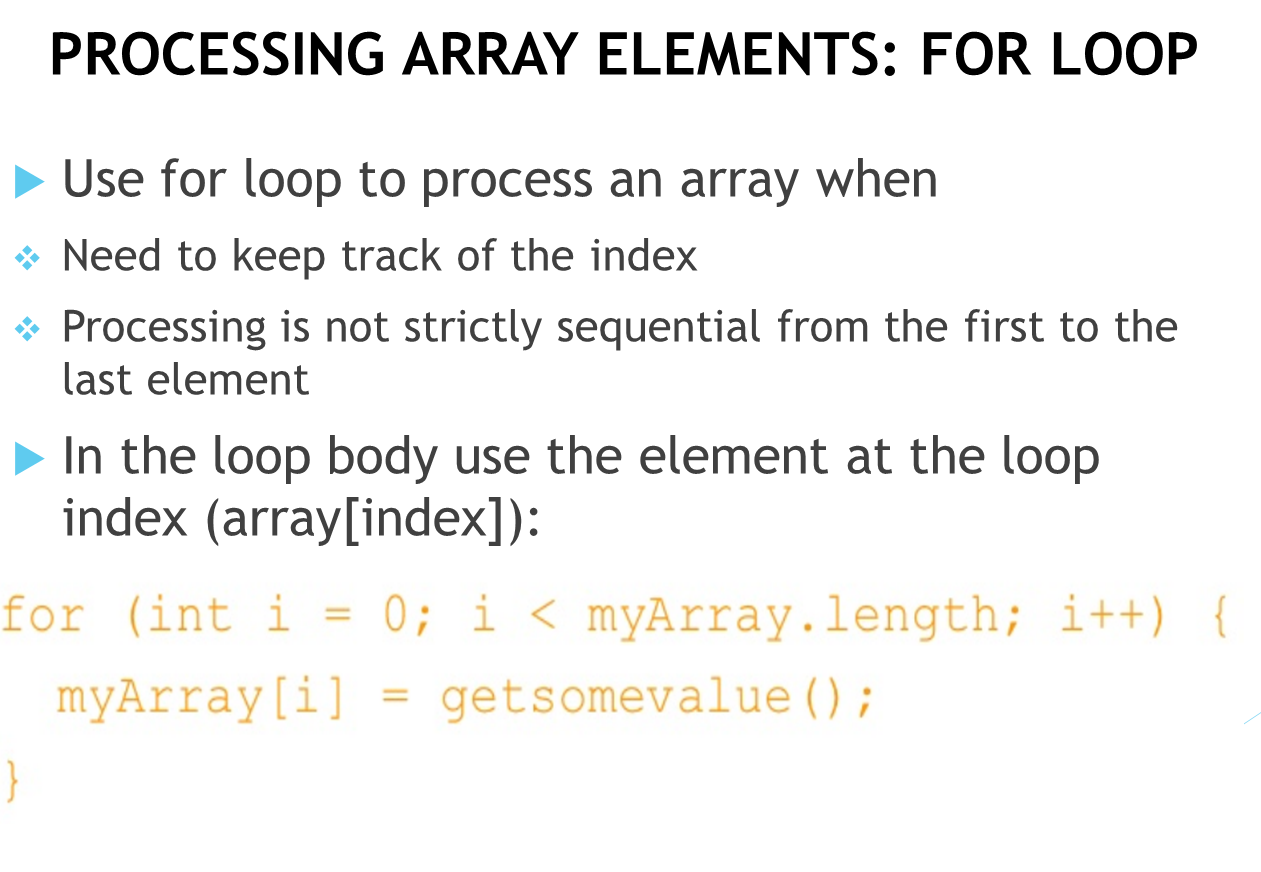 PROCESSING ARRAY ELEMENTS: FOR LOOP
Use for loop to process an array when
Need to keep track of the index
Processing is not strictly sequential from the first to the
last element
In the loop body use the element at the loop
index (array[index]):
for (int i = 0; i < myArray.length; i++) {
myArray[i] = getsomevalue();
}